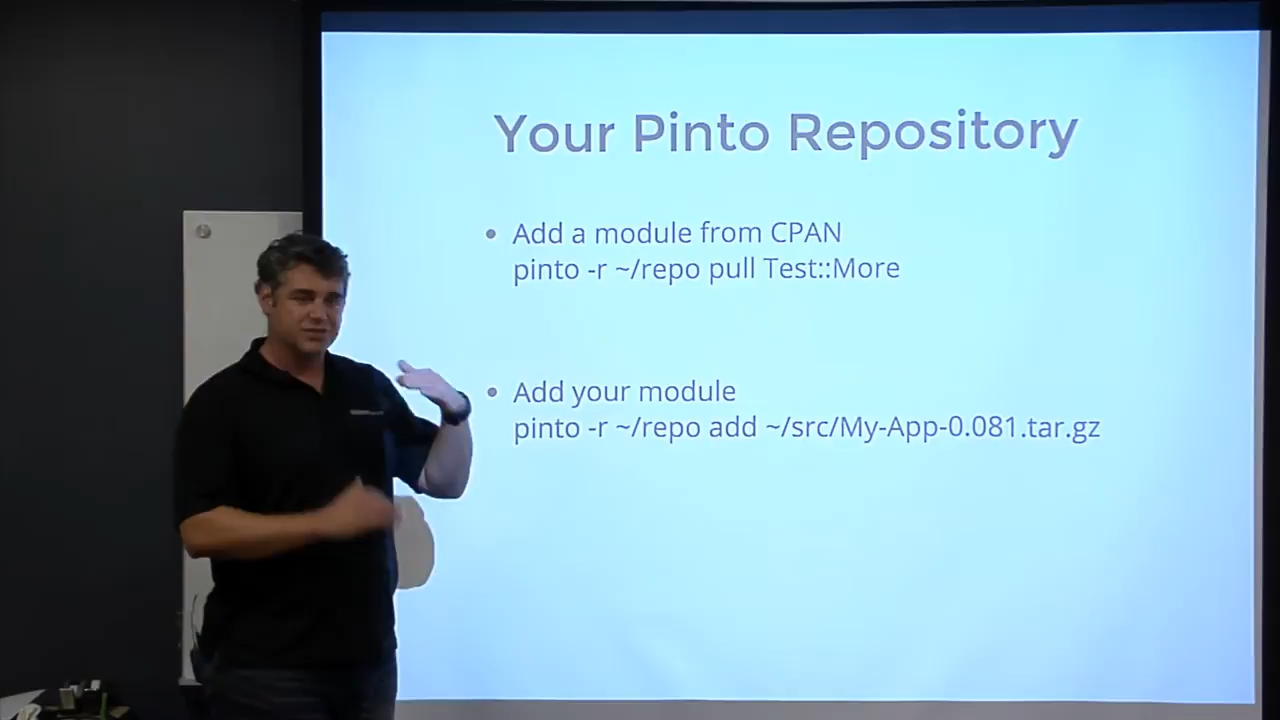 Your Pinto Repository
• Add a module from CPAN
pinto -r ~/repo pull Test::More
• Add your module
pinto -r ~/repo add ~/src/My-App-0.081.tar.gz